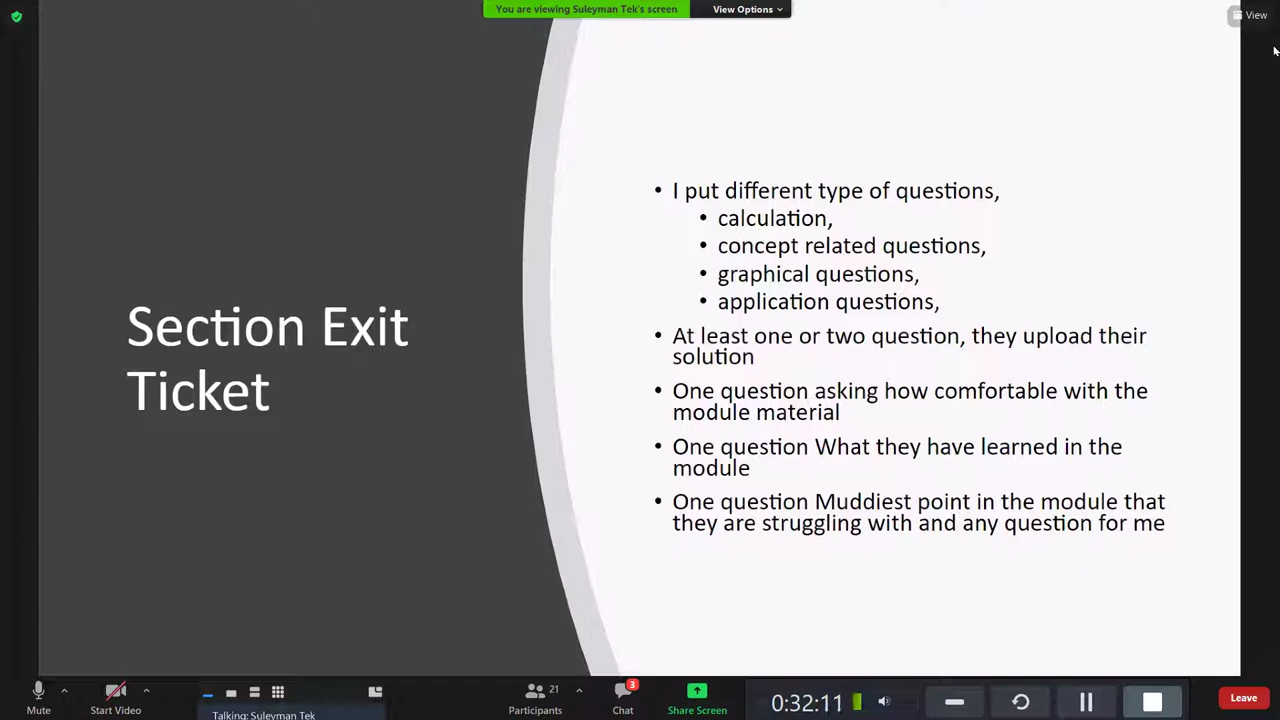 You are viewing Suleyman Tek's screen
View Options
View
Section Exit
Ticket
• I put different type of questions,
• calculation,
• concept related questions,
• graphical questions,
• application questions,
• At least one or two question, they upload their
solution
• One question asking how comfortable with the
module material
• One question What they have learned in the
module
• One question Muddiest point in the module that
they are struggling with and any question for me
Mute
Start Video
Talking: Suleyman Tek
21
Participants
3
Chat
Share Screen
0:32:11
Leave